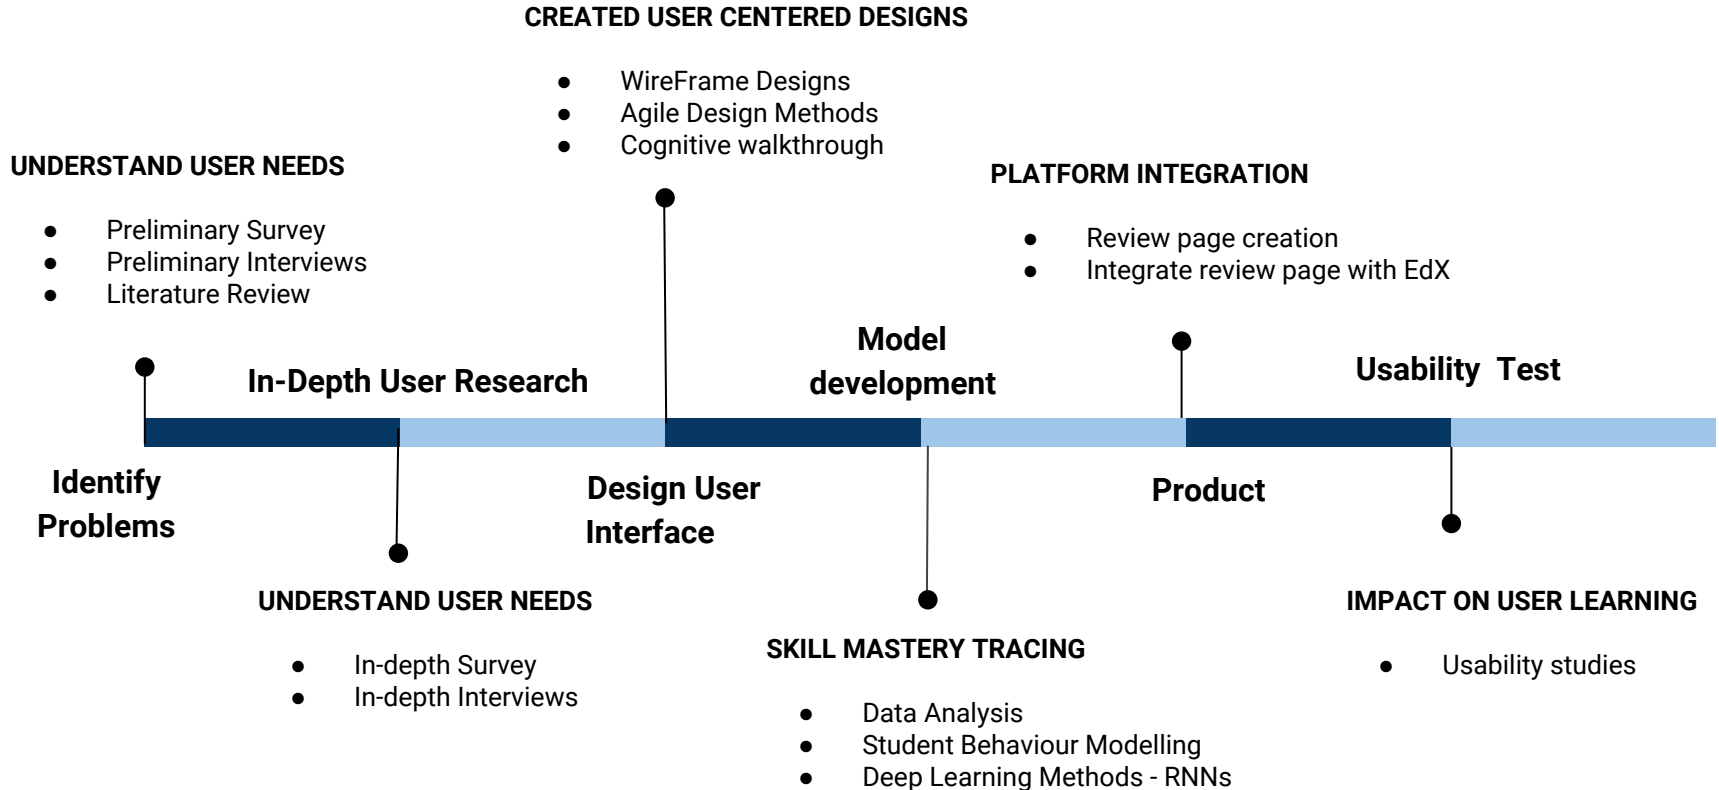 CREATED USER CENTERED DESIGNS
● WireFrame Designs
● Agile Design Methods
● Cognitive walkthrough
UNDERSTAND USER NEEDS
● Preliminary Survey
● Preliminary Interviews
● Literature Review
PLATFORM INTEGRATION
● Review page creation
● Integrate review page with EdX
In-Depth User Research
Model
development
Usability Test
Identify
Problems
Design User
Interface
Product
UNDERSTAND USER NEEDS
● In-depth Survey
● In-depth Interviews
SKILL MASTERY TRACING
● Data Analysis
● Student Behaviour Modelling
● Deep Learning Methods - RNNs
IMPACT ON USER LEARNING
● Usability studies